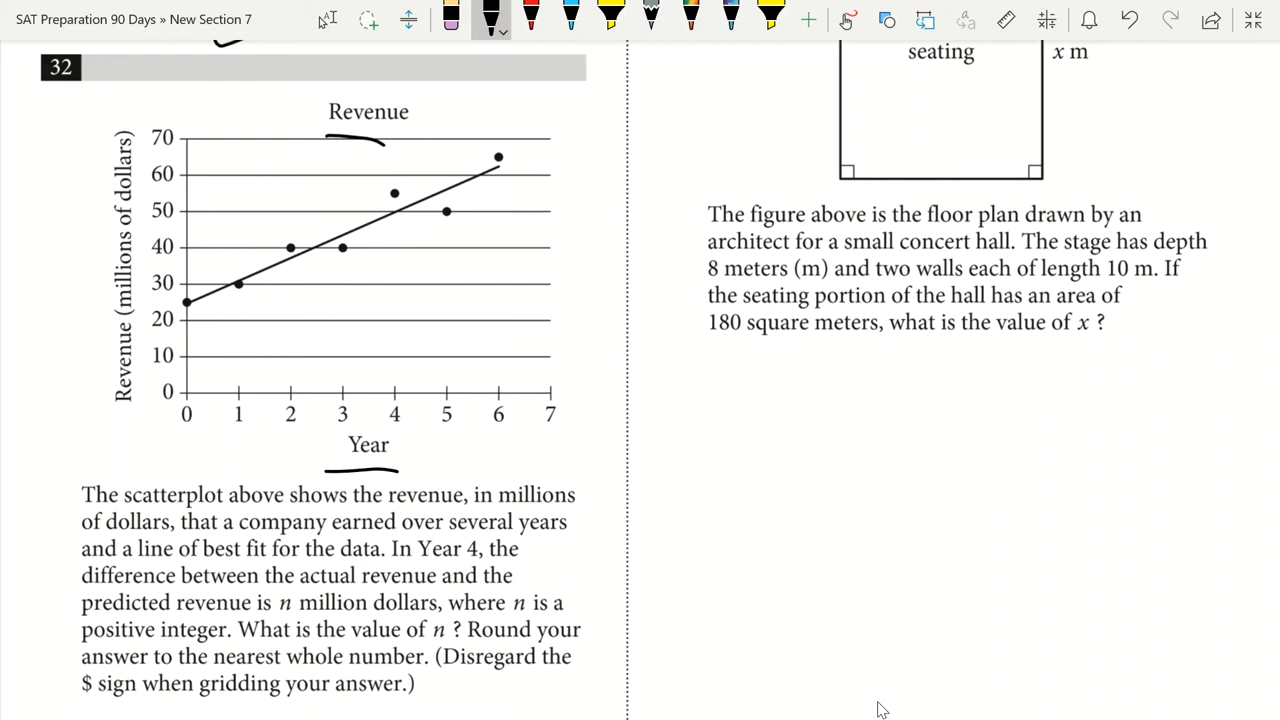 SAT Preparation 90 Days » New Section 7
32
Revenue
Revenue (millions of dollars)
70
60
50
40
30
20
10
0
0 1 2 3 4 5 6 7
Year
The scatterplot above shows the revenue, in millions
of dollars, that a company earned over several years
and a line of best fit for the data. In Year 4, the
difference between the actual revenue and the
predicted revenue is n million dollars, where n is a
positive integer. What is the value of n ? Round your
answer to the nearest whole number. (Disregard the
$ sign when gridding your answer.)
seating
x m
The figure above is the floor plan drawn by an
architect for a small concert hall. The stage has depth
8 meters (m) and two walls each of length 10 m. If
the seating portion of the hall has an area of
180 square meters, what is the value of x ?